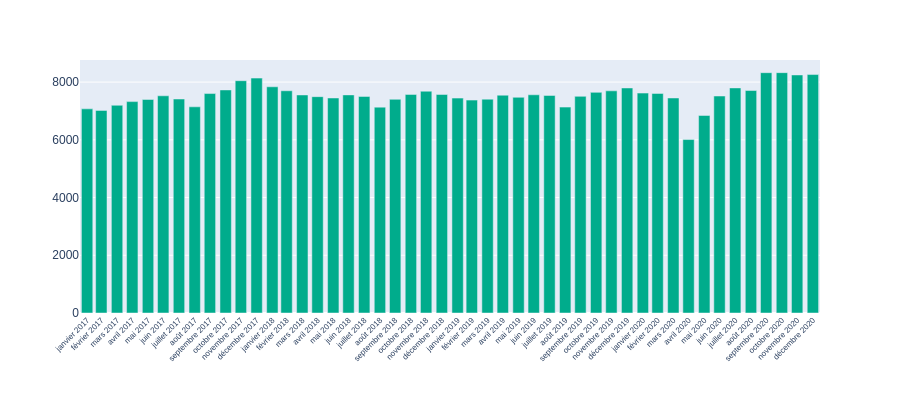 8000
6000
4000
2000
0
janvier 2017
février 2017
mars 2017
avril 2017
mai 2017
juin 2017
juillet 2017
août 2017
septembre 2017
octobre 2017
novembre 2017
décembre 2017
janvier 2018
février 2018
mars 2018
avril 2018
mai 2018
juin 2018
juillet 2018
août 2018
septembre 2018
octobre 2018
novembre 2018
décembre 2018
janvier 2019
février 2019
mars 2019
avril 2019
mai 2019
juin 2019
juillet 2019
août 2019
septembre 2019
octobre 2019
novembre 2019
décembre 2019
janvier 2020
février 2020
mars 2020
avril 2020
mai 2020
juin 2020
juillet 2020
août 2020
septembre 2020
octobre 2020
novembre 2020
décembre 2020